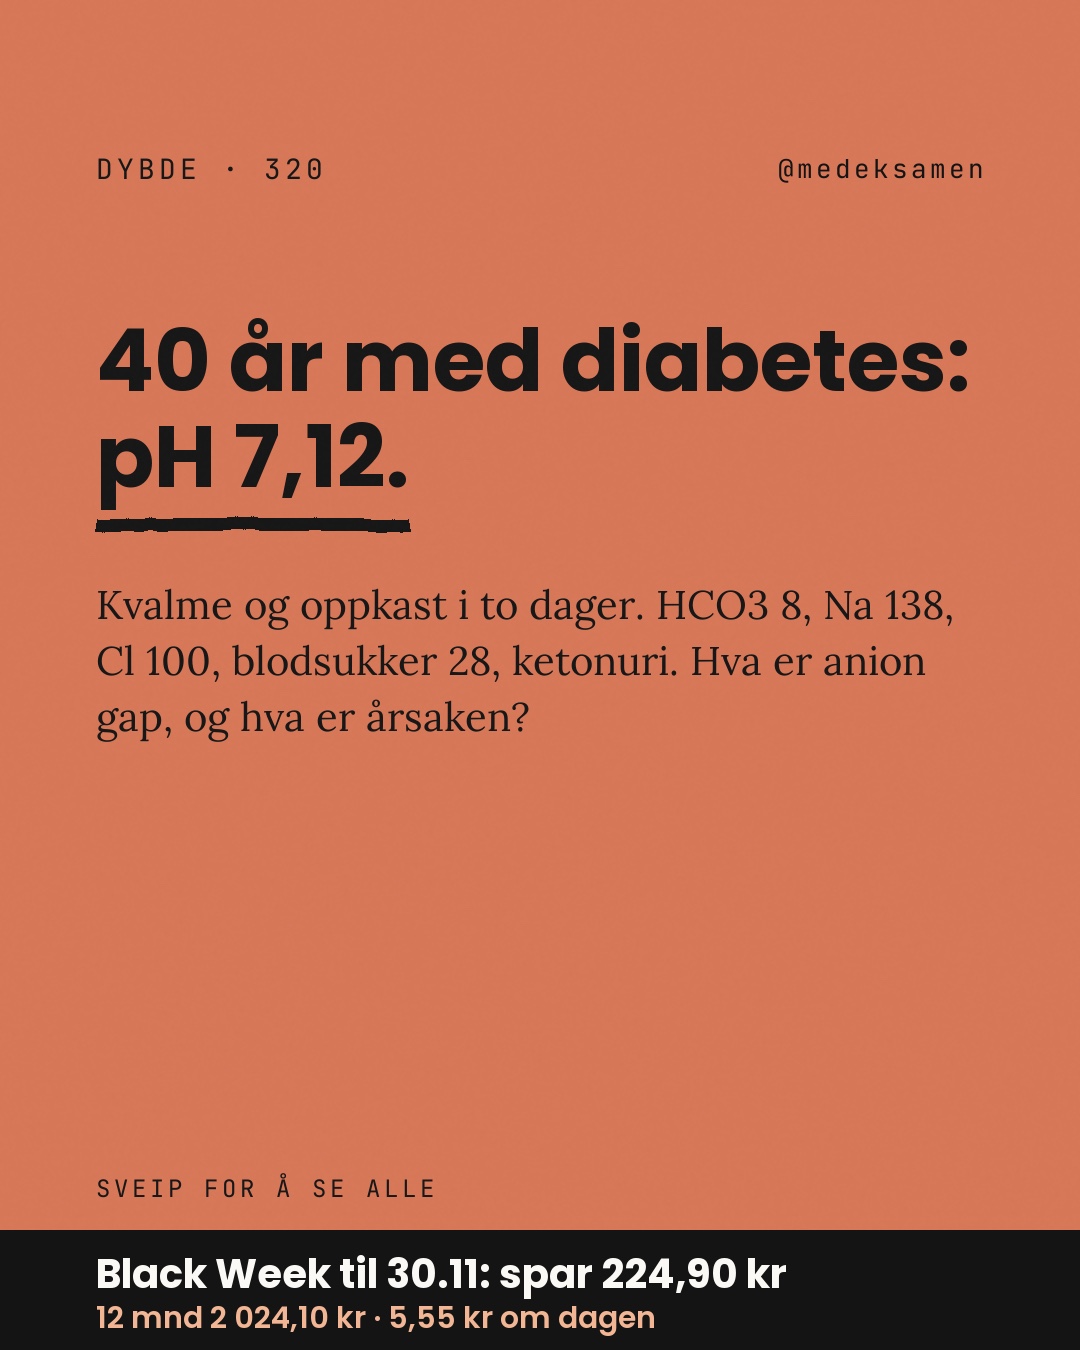 DYBDE · 320
@medeksamen
40 år med diabetes:
pH 7,12.
Kvalme og oppkast i to dager. HCO3 8, Na 138,
Cl 100, blodsukker 28, ketonuri. Hva er anion
gap, og hva er årsaken?
SVEIP FOR Å SE ALLE
Black Week til 30.11: spar 224,90 kr
12 mnd 2 024,10 kr · 5,55 kr om dagen